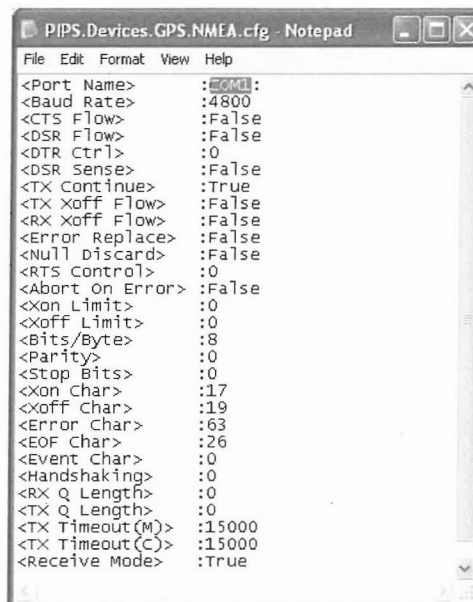 PIPS.Devices.GPS.NMEA.cfg - Notepad
File Edit Format View Help
<Port Name> :COM1:
<Baud Rate> :4800
<CTS Flow> :False
<DSR Flow> :False
<DTR Ctrl> :0
<DSR Sense> :False
<TX Continue> :True
<TX Xoff Flow> :False
<RX Xoff Flow> :False
<Error Replace> :False
<Null Discard> :False
<RTS Control> :0
<Abort On Error> :False
<Xon Limit> :0
<Xoff Limit> :0
<Bits/Byte> :8
<Parity> :0
<Stop Bits> :0
<Xon Char> :17
<Xoff Char> :19
<Error Char> :63
<EOF Char> :26
<Event Char> :0
<Handshaking> :0
<RX Q Length> :0
<TX Q Length> :0
<TX Timeout(M)> :15000
<TX Timeout(C)> :15000
<Receive Mode> :True